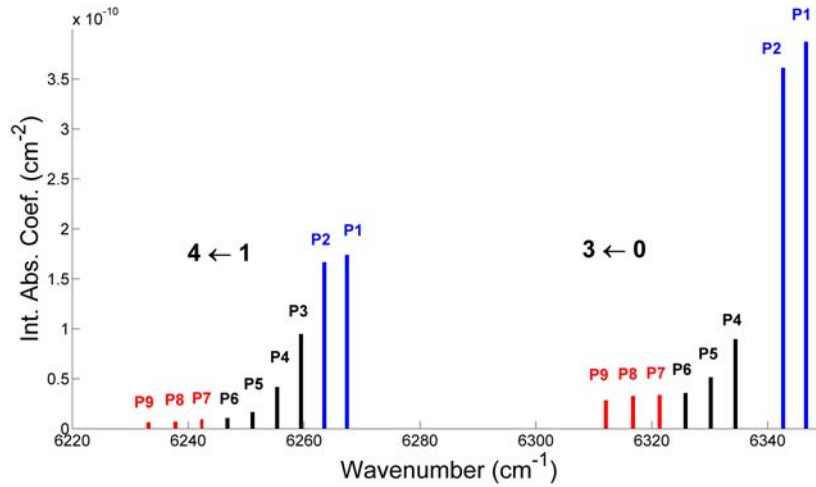 x 10⁻¹⁰
P1
P2
3.5
3
2.5
2
1.5
1
0.5
0
Int. Abs. Coef. (cm⁻²)
4 ← 1
P2
P1
3 ← 0
P3
P4
P5
P6
P7
P8
P9
P4
P5
P6
P7
P8
P9
6220
6240
6260
6280
6300
6320
6340
Wavenumber (cm⁻¹)